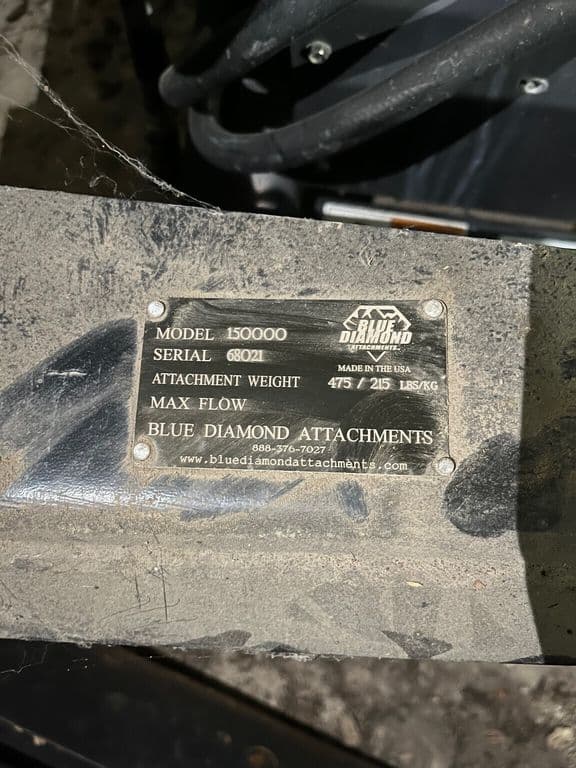 BLUE
DIAMOND
ATTACHMENTS
MADE IN THE USA
MODEL 150000
SERIAL 68021
ATTACHMENT WEIGHT 475 / 215 LBS/KG
MAX FLOW
BLUE DIAMOND ATTACHMENTS
888-376-7027
www.bluediamondattachments.com